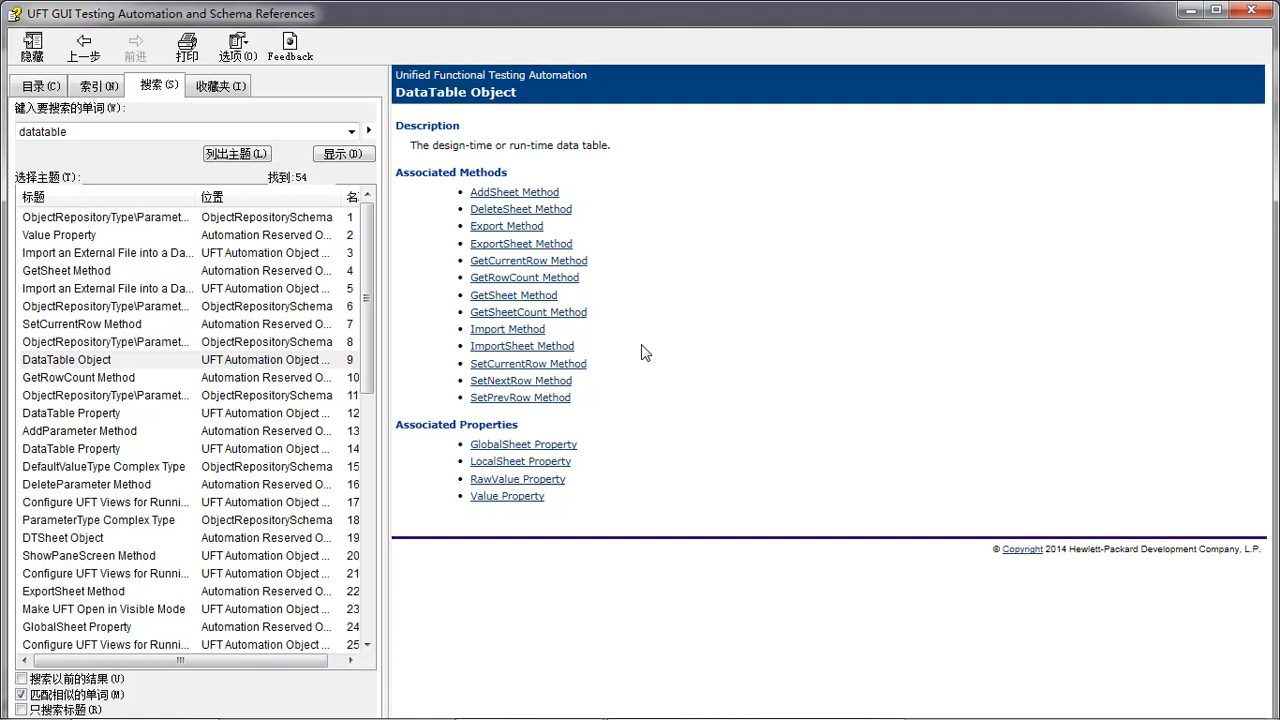 UFT GUI Testing Automation and Schema References
隐藏 上一步 前进 打印 选项(O) Feedback
目录(C) 索引(N) 搜索(S) 收藏夹(I)
键入要搜索的单词(W):
datatable
列出主题(L) 显示(D)
选择主题(T): 找到:54
标题 位置
ObjectRepositoryType\Paramet... ObjectRepositorySchema 1
Value Property Automation Reserved O... 2
Import an External File into a Da... UFT Automation Object ... 3
GetSheet Method Automation Reserved O... 4
Import an External File into a Da... UFT Automation Object ... 5
ObjectRepositoryType\Paramet... ObjectRepositorySchema 6
SetCurrentRow Method Automation Reserved O... 7
ObjectRepositoryType\Paramet... ObjectRepositorySchema 8
DataTable Object UFT Automation Object ... 9
GetRowCount Method Automation Reserved O... 10
ObjectRepositoryType\Paramet... ObjectRepositorySchema 11
DataTable Property UFT Automation Object ... 12
AddParameter Method Automation Reserved O... 13
DataTable Property UFT Automation Object ... 14
DefaultValueType Complex Type ObjectRepositorySchema 15
DeleteParameter Method Automation Reserved O... 16
Configure UFT Views for Runni... UFT Automation Object ... 17
ParameterType Complex Type ObjectRepositorySchema 18
DTSheet Object UFT Automation Object ... 19
ShowPaneScreen Method UFT Automation Object ... 20
Configure UFT Views for Runni... UFT Automation Object ... 21
ExportSheet Method Automation Reserved O... 22
Make UFT Open in Visible Mode UFT Automation Object ... 23
GlobalSheet Property Automation Reserved O... 24
Configure UFT Views for Runni... UFT Automation Object ... 25
搜索以前的结果(U)
匹配相似的单词(M)
只搜索标题(R)
Unified Functional Testing Automation
DataTable Object
Description
The design-time or run-time data table.
Associated Methods
AddSheet Method
DeleteSheet Method
Export Method
ExportSheet Method
GetCurrentRow Method
GetRowCount Method
GetSheet Method
GetSheetCount Method
Import Method
ImportSheet Method
SetCurrentRow Method
SetNextRow Method
SetPrevRow Method
Associated Properties
GlobalSheet Property
LocalSheet Property
RawValue Property
Value Property
© Copyright 2014 Hewlett-Packard Development Company, L.P.